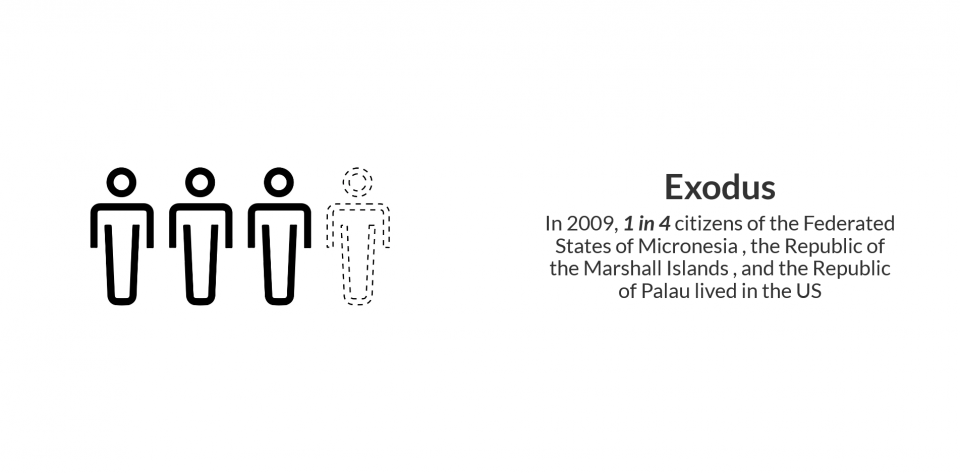 Exodus
In 2009, 1 in 4 citizens of the Federated
States of Micronesia , the Republic of
the Marshall Islands , and the Republic
of Palau lived in the US